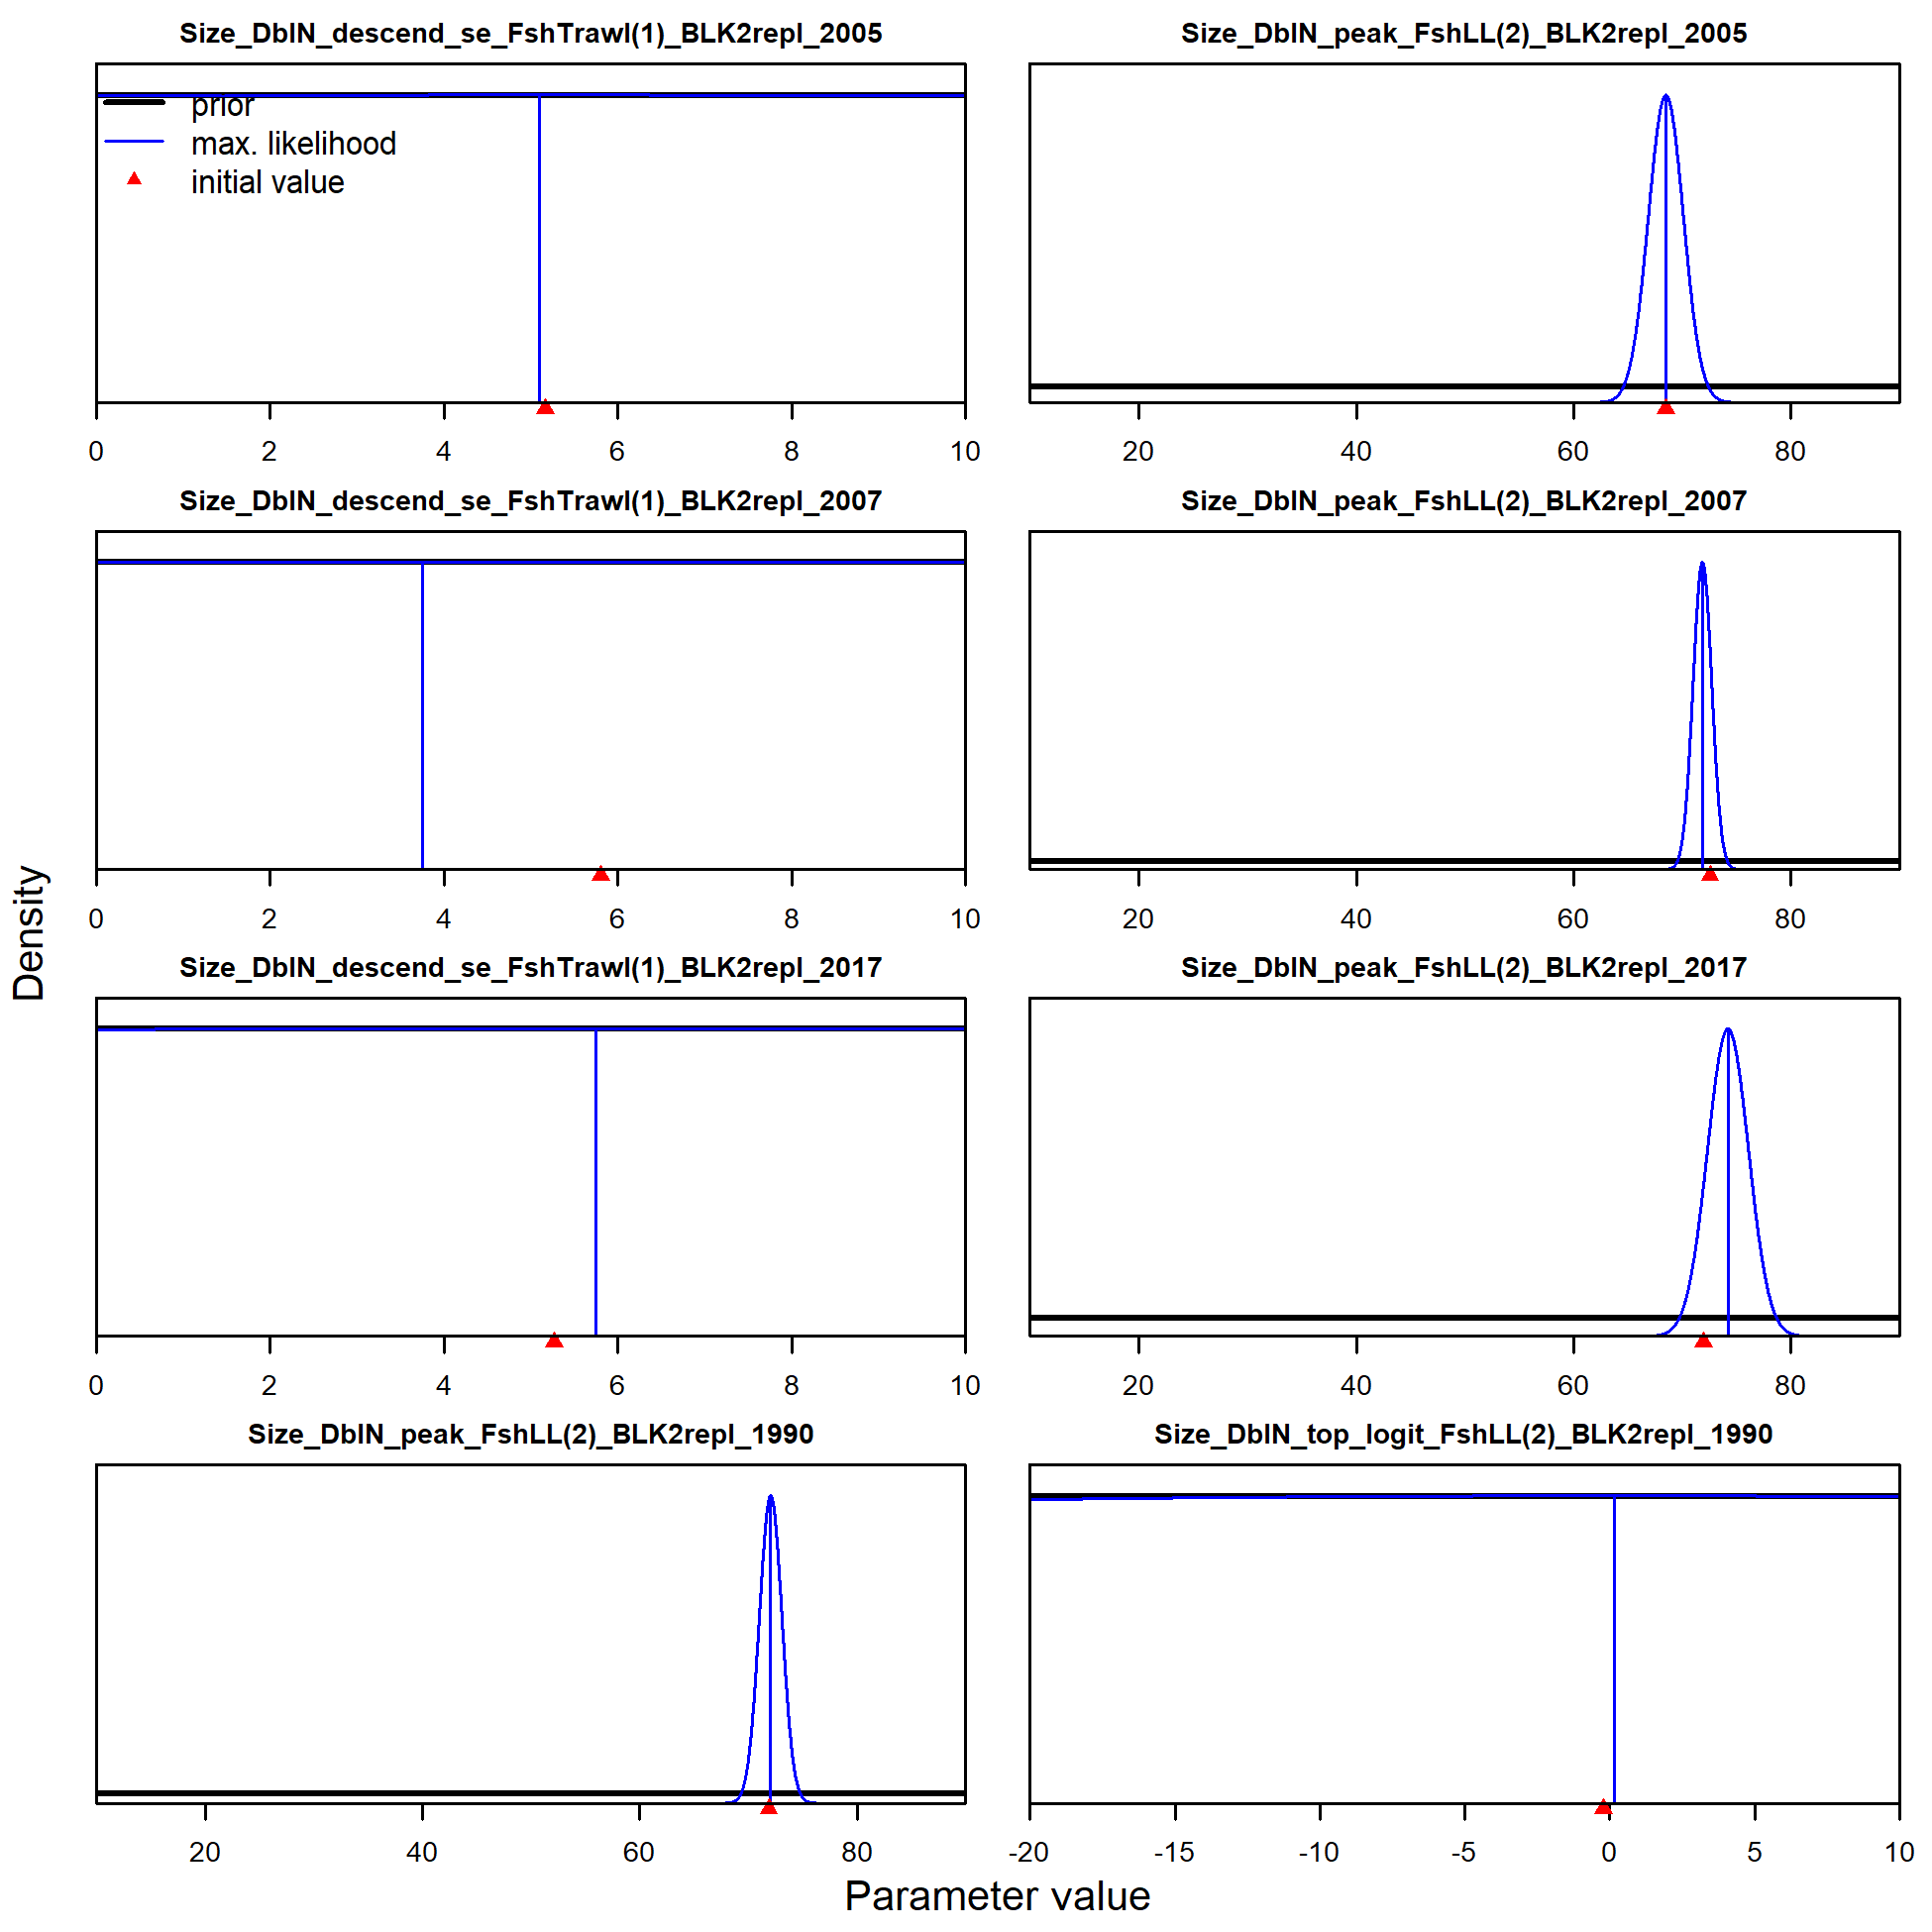 Size_DblN_descend_se_FshTrawl(1)_BLK2repl_2005
prior
max. likelihood
initial value
0 2 4 6 8 10
Size_DblN_peak_FshLL(2)_BLK2repl_2005
20 40 60 80
Size_DblN_descend_se_FshTrawl(1)_BLK2repl_2007
0 2 4 6 8 10
Size_DblN_peak_FshLL(2)_BLK2repl_2007
20 40 60 80
Size_DblN_descend_se_FshTrawl(1)_BLK2repl_2017
0 2 4 6 8 10
Size_DblN_peak_FshLL(2)_BLK2repl_2017
20 40 60 80
Size_DblN_peak_FshLL(2)_BLK2repl_1990
20 40 60 80
Size_DblN_top_logit_FshLL(2)_BLK2repl_1990
-20 -15 -10 -5 0 5 10
Density
Parameter value